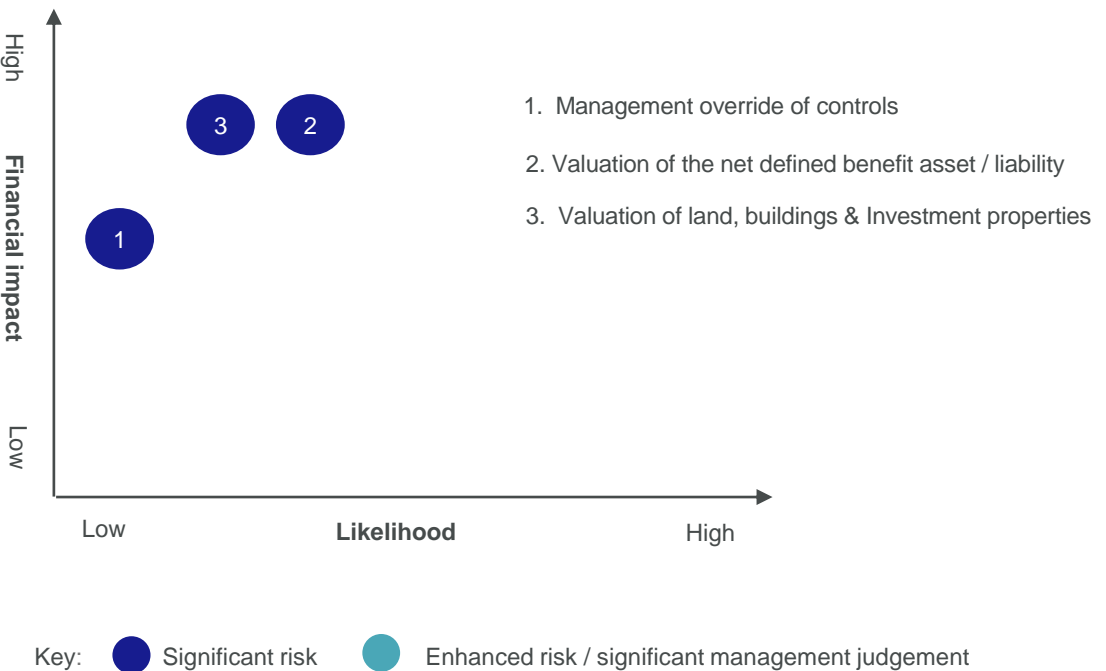 High
Financial impact
Low
3
2
1
1. Management override of controls
2. Valuation of the net defined benefit asset / liability
3. Valuation of land, buildings & Investment properties
Low
Likelihood
High
Key:
Significant risk
Enhanced risk / significant management judgement